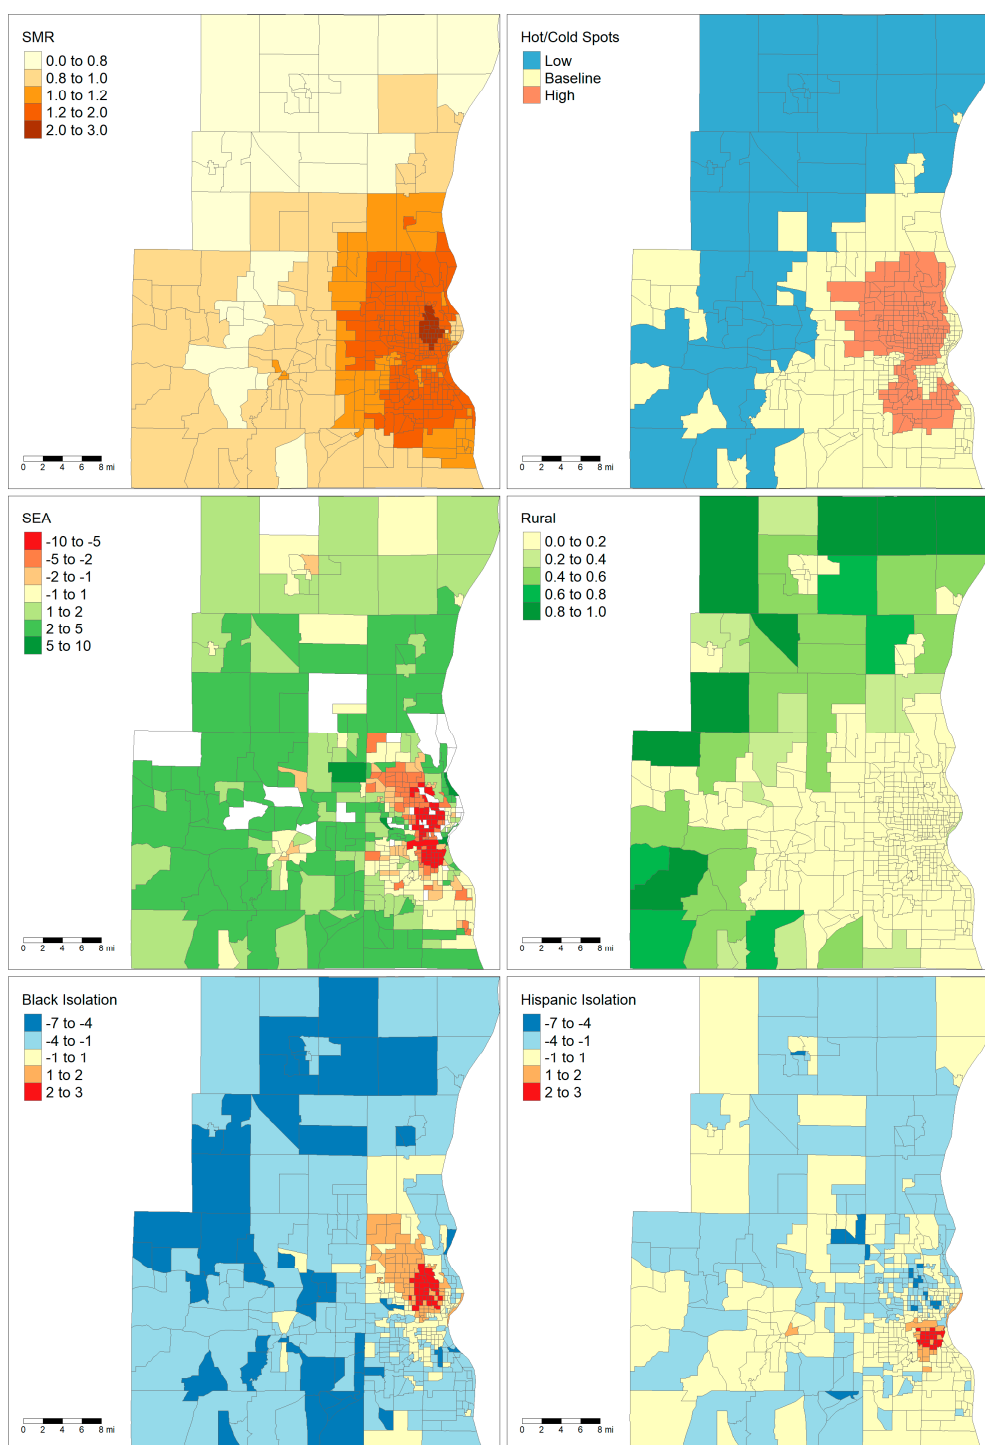 SMR
0.0 to 0.8
0.8 to 1.0
1.0 to 1.2
1.2 to 2.0
2.0 to 3.0
0 2 4 6 8 mi
Hot/Cold Spots
Low
Baseline
High
0 2 4 6 8 mi
SEA
-10 to -5
-5 to -2
-2 to -1
-1 to 1
1 to 2
2 to 5
5 to 10
0 2 4 6 8 mi
Rural
0.0 to 0.2
0.2 to 0.4
0.4 to 0.6
0.6 to 0.8
0.8 to 1.0
0 2 4 6 8 mi
Black Isolation
-7 to -4
-4 to -1
-1 to 1
1 to 2
2 to 3
0 2 4 6 8 mi
Hispanic Isolation
-7 to -4
-4 to -1
-1 to 1
1 to 2
2 to 3
0 2 4 6 8 mi